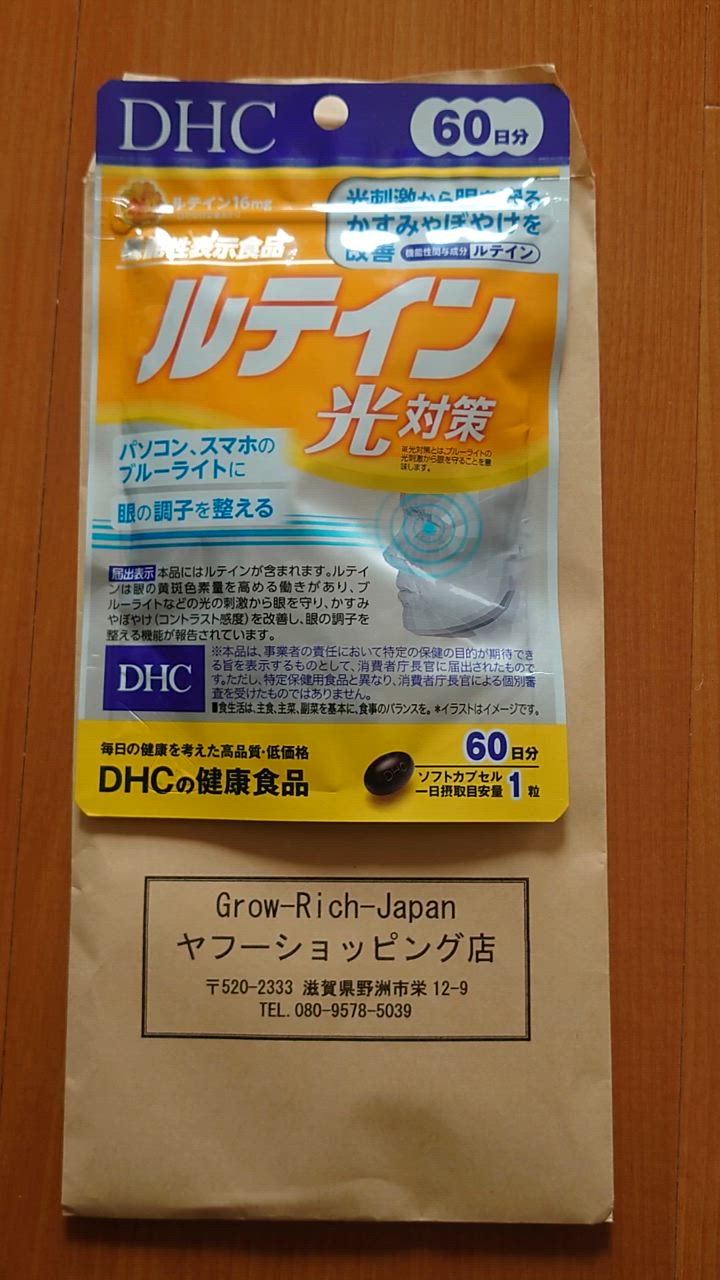 DHC
60日分
ルテイン16mg
光刺激から眼を守る
かすみやぼやけを
改善 機能性関与成分 ルテイン
機能性表示食品
ルテイン
光対策
※光対策とは、ブルーライトの
光刺激から眼を守ることを意
味します。
パソコン、スマホの
ブルーライトに
眼の調子を整える
届出表示 本品にはルテインが含まれます。ルテイ
ンは眼の黄斑色素量を高める働きがあり、ブ
ルーライトなどの光の刺激から眼を守り、かすみ
やぼやけ(コントラスト感度)を改善し、眼の調子を
整える機能が報告されています。
DHC
※本品は、事業者の責任において特定の保健の目的が期待でき
る旨を表示するものとして、消費者庁長官に届出されたもので
す。ただし、特定保健用食品と異なり、消費者庁長官による個別審
査を受けたものではありません。
■食生活は、主食、主菜、副菜を基本に、食事のバランスを。 *イラストはイメージです。
毎日の健康を考えた高品質・低価格
DHCの健康食品
DHC
60日分
ソフトカプセル
一日摂取目安量 1粒
Grow-Rich-Japan
ヤフーショッピング店
〒520-2333 滋賀県野洲市栄 12-9
TEL. 080-9578-5039